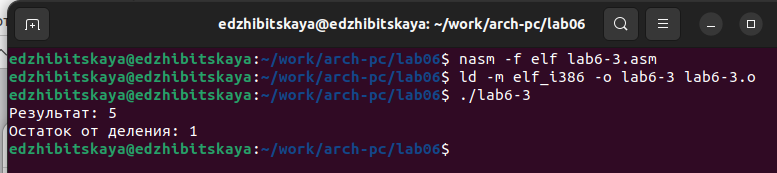 edzhibitskaya@edzhibitskaya: ~/work/arch-pc/lab06
edzhibitskaya@edzhibitskaya:~/work/arch-pc/lab06$ nasm -f elf lab6-3.asm
edzhibitskaya@edzhibitskaya:~/work/arch-pc/lab06$ ld -m elf_i386 -o lab6-3 lab6-3.o
edzhibitskaya@edzhibitskaya:~/work/arch-pc/lab06$ ./lab6-3
Результат: 5
Остаток от деления: 1
edzhibitskaya@edzhibitskaya:~/work/arch-pc/lab06$